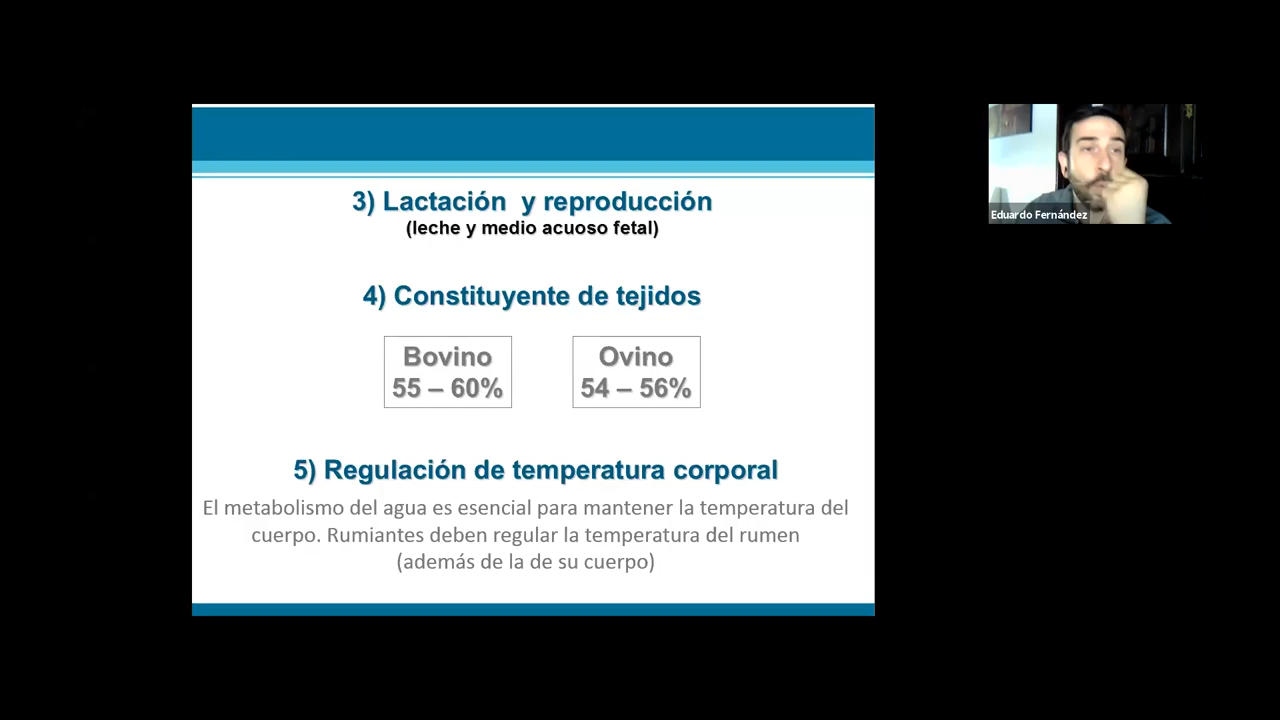 3) Lactación y reproducción
(leche y medio acuoso fetal)
4) Constituyente de tejidos
Bovino
55 – 60%
Ovino
54 – 56%
5) Regulación de temperatura corporal
El metabolismo del agua es esencial para mantener la temperatura del
cuerpo. Rumiantes deben regular la temperatura del rumen
(además de la de su cuerpo)
Eduardo Fernández